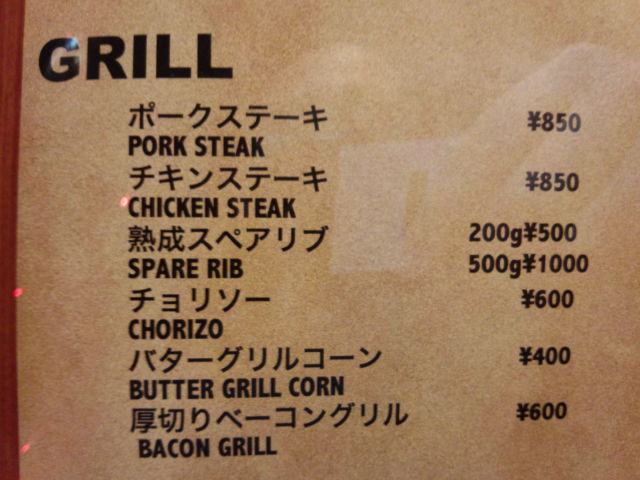 GRILL
ポークステーキ ¥850
PORK STEAK
チキンステーキ ¥850
CHICKEN STEAK
熟成スペアリブ 200g¥500
SPARE RIB 500g¥1000
チョリソー ¥600
CHORIZO
バターグリルコーン ¥400
BUTTER GRILL CORN
厚切りベーコングリル ¥600
BACON GRILL